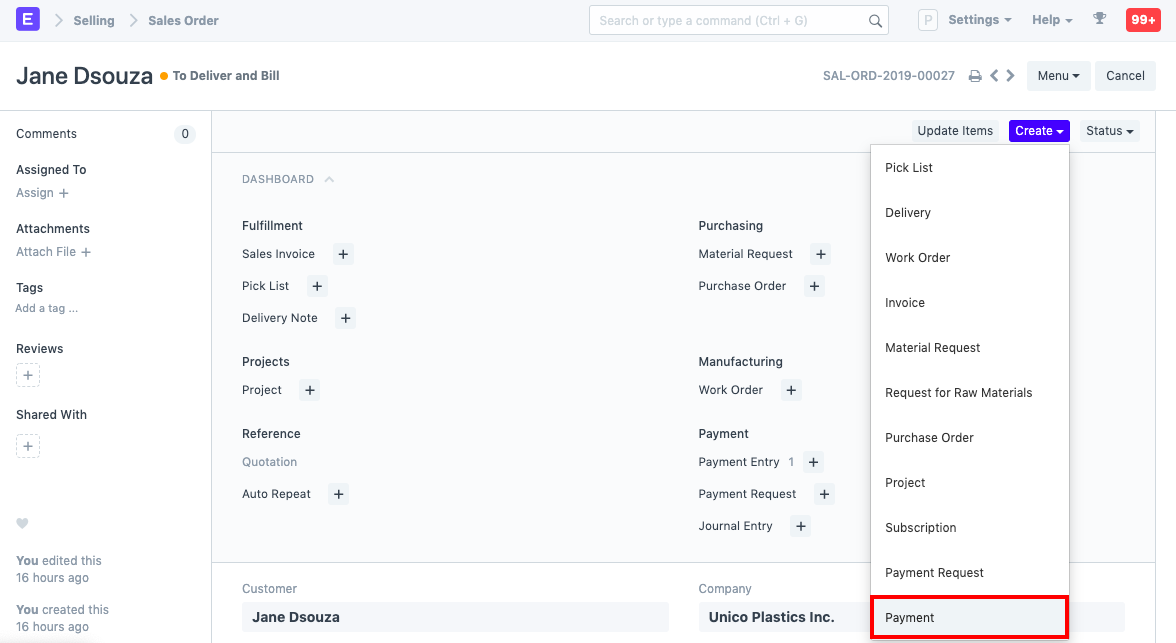 E Selling Sales Order Search or type a command (Ctrl + G) P Settings Help 99+
Jane Dsouza To Deliver and Bill SAL-ORD-2019-00027 Menu Cancel
Comments 0
Assigned To
Assign +
Attachments
Attach File +
Tags
Add a tag ...
Reviews
+
Shared With
+
You edited this
16 hours ago
You created this
16 hours ago
Update Items Create Status
DASHBOARD
Fulfillment
Sales Invoice +
Pick List +
Delivery Note +
Purchasing
Material Request +
Purchase Order +
Projects
Project +
Manufacturing
Work Order +
Reference
Quotation
Auto Repeat +
Payment
Payment Entry 1 +
Payment Request +
Journal Entry +
Customer
Jane Dsouza
Company
Unico Plastics Inc.
Pick List
Delivery
Work Order
Invoice
Material Request
Request for Raw Materials
Purchase Order
Project
Subscription
Payment Request
Payment